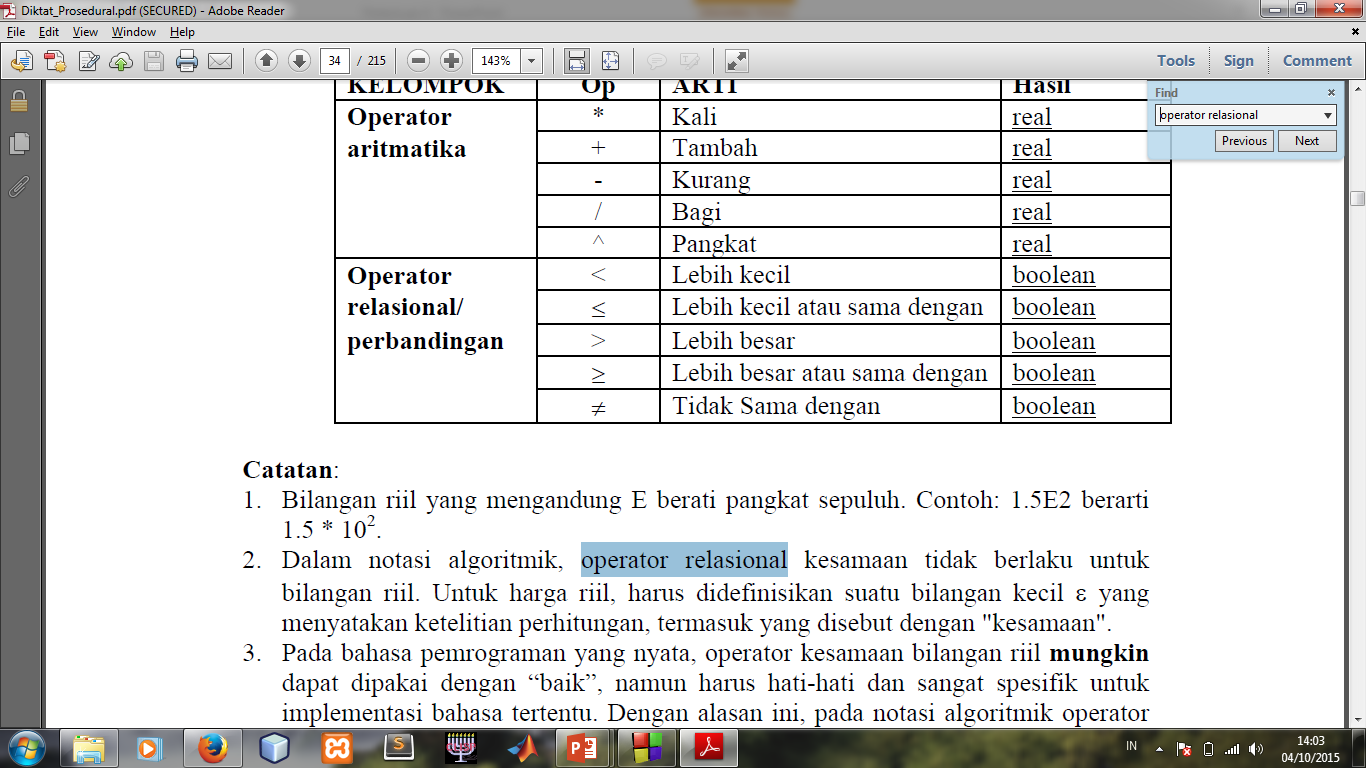 Diktat_Prosedural.pdf (SECURED) - Adobe Reader
File Edit View Window Help
34 / 215 143% Tools Sign Comment
Find
operator relasional
Previous Next
KELOMPOK Op ARTI Hasil
Operator aritmatika * Kali real
+ Tambah real
- Kurang real
/ Bagi real
^ Pangkat real
Operator relasional/ perbandingan < Lebih kecil boolean
≤ Lebih kecil atau sama dengan boolean
> Lebih besar boolean
≥ Lebih besar atau sama dengan boolean
≠ Tidak Sama dengan boolean
Catatan:
1. Bilangan riil yang mengandung E berati pangkat sepuluh. Contoh: 1.5E2 berarti
1.5 * 10².
2. Dalam notasi algoritmik, operator relasional kesamaan tidak berlaku untuk
bilangan riil. Untuk harga riil, harus didefinisikan suatu bilangan kecil ε yang
menyatakan ketelitian perhitungan, termasuk yang disebut dengan "kesamaan".
3. Pada bahasa pemrograman yang nyata, operator kesamaan bilangan riil mungkin
dapat dipakai dengan “baik”, namun harus hati-hati dan sangat spesifik untuk
implementasi bahasa tertentu. Dengan alasan ini, pada notasi algoritmik operator
IN 14:03
04/10/2015